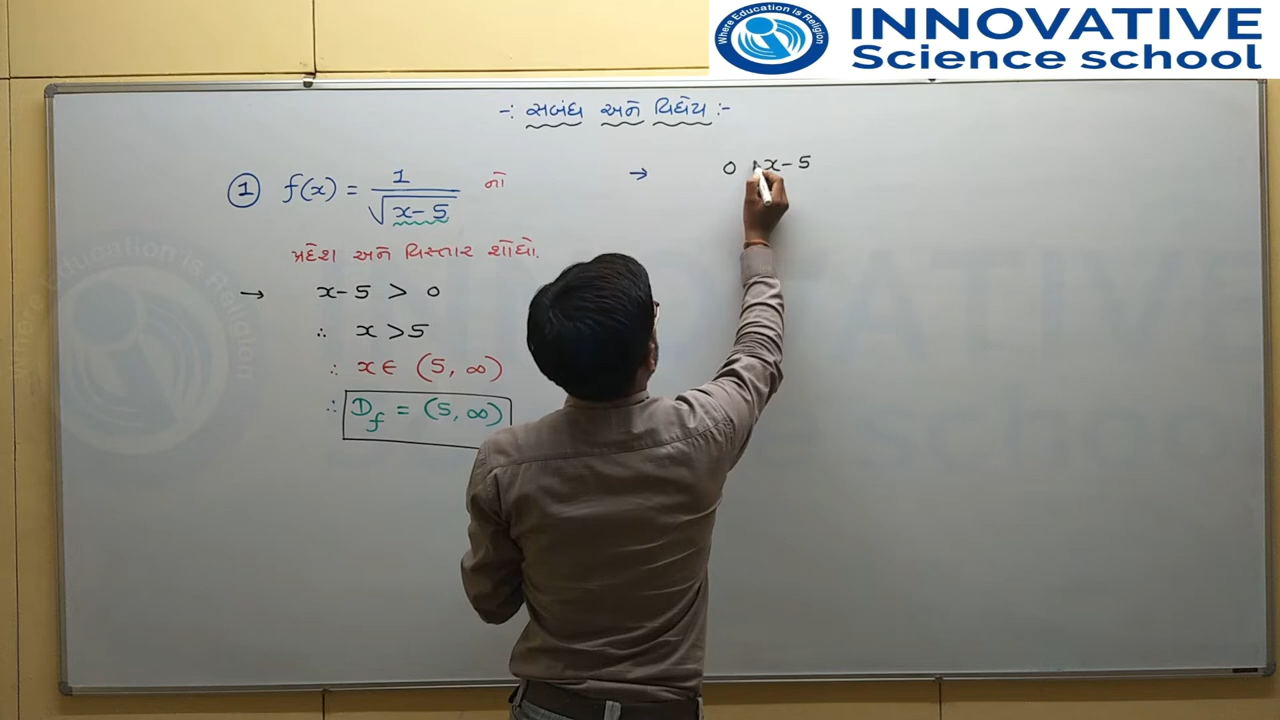 Where Education is Religion
INNOVATIVE
Science school
-: સબંધ અને વિધેય :-
① f(x) = 1/√(x-5) નો
પ્રદેશ અને વિસ્તાર શોધો.
→ x-5 > 0
∴ x > 5
∴ x ∈ (5, ∞)
∴ D_f = (5, ∞)
→ 0 x-5